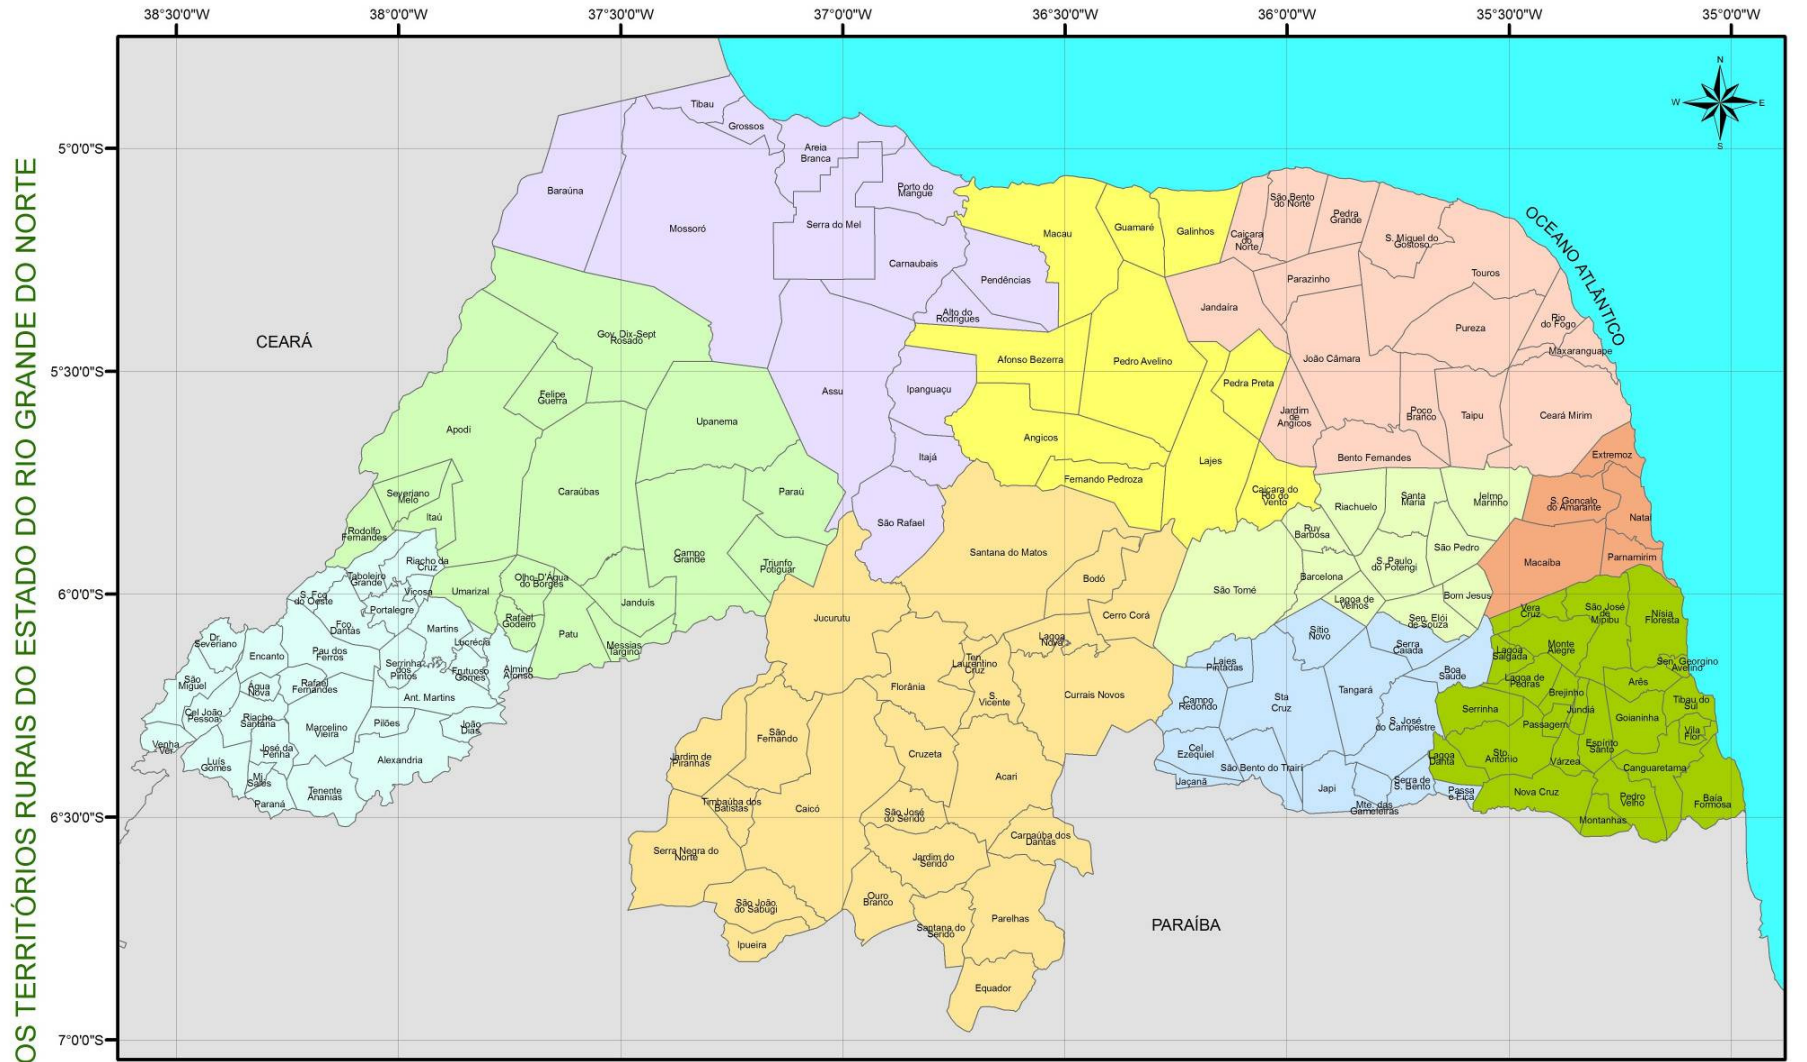 38°30'0"W
38°0'0"W
37°30'0"W
37°0'0"W
36°30'0"W
36°0'0"W
35°30'0"W
35°0'0"W
5°0'0"S
5°30'0"S
6°0'0"S
6°30'0"S
7°0'0"S
OS TERRITÓRIOS RURAIS DO ESTADO DO RIO GRANDE DO NORTE
N
W
E
S
OCEANO ATLÂNTICO
CEARÁ
PARAÍBA
Tibau
Grossos
Areia
Branca
Baraúna
Mossoró
Serra do Mel
Porto do
Mangue
Carnaubais
Pendências
Alto do
Rodrigues
Assu
Ipanguaçu
Itajá
São Rafael
Macau
Guamaré
Galinhos
Afonso Bezerra
Pedro Avelino
Pedra Preta
Angicos
Lajes
Fernando Pedroza
Caiçara do
Rio do
Vento
São Bento
do Norte
Pedra
Grande
Caiçara
do
Norte
S. Miguel do
Gostoso
Parazinho
Touros
Jandaíra
Pureza
Rio
do Fogo
Maxaranguape
João Câmara
Jardim
de
Angicos
Poço
Branco
Taipu
Ceará Mirim
Bento Fernandes
Extremoz
S. Gonçalo
do Amarante
Natal
Macaiba
Parnamirim
Gov. Dix-Sept
Rosado
Felipe
Guerra
Apodi
Upanema
Severiano
Melo
Itaú
Rodolfo
Fernandes
Caraúbas
Paraú
Campo
Grande
Triunfo
Potiguar
Umarizal
Olho-D'Água
do Borges
Janduis
Rafael
Godeiro
Patu
Messias
Targino
Riacho da
Cruz
Taboleiro
Grande
Viçosa
S. Fco
do Oeste
Portalegre
Fco.
Dantas
Martins
Lucrécia
Dr.
Severiano
Encanto
Pau dos
Ferros
Serrinha
dos
Pintos
Frutuoso
Gomes
Almino
Afonso
São
Miguel
Água
Nova
Rafael
Fernandes
Ant. Martins
Cel João
Pessoa
Riacho
Santana
Marcelino
Vieira
Pilões
João
Dias
Venha
Ver
José da
Penha
Luís
Gomes
Alexandria
Mj.
Sales
Tenente
Ananias
Paraná
Santana do Matos
Bodó
Cerro Corá
Jucurutu
Lagoa
Nova
Ten.
Laurentino
Cruz
Florânia
S.
Vicente
Currais Novos
São
Fernando
Jardim de
Piranhas
Cruzeta
Acari
Timbaúba dos
Batistas
Caicó
São José
do Seridó
Carnaúba dos
Dantas
Serra Negra do
Norte
Jardim do
Seridó
São João
do Sabugi
Ouro
Branco
Ipueira
Santana do
Seridó
Parelhas
Equador
Riachuelo
Santa
Maria
Ielmo
Marinho
Ruy
Barbosa
S. Paulo
do Potengi
São Pedro
São Tomé
Barcelona
Lagoa de
Velhos
Bom Jesus
Sen. Elói
de Souza
Sítio
Novo
Serra
Caiada
Lajes
Pintadas
Boa
Saúde
Campo
Redondo
Sta
Cruz
Tangará
S. José
do Campestre
Cel
Ezequiel
São Bento do Trairí
Jaçanã
Japi
Serra de
S. Bento
Mte. das
Gameleiras
Passa
e Fica
Vera
Cruz
São José
de
Mipibu
Nísia
Floresta
Monte
Alegre
Lagoa
Salgada
Sen. Georgino
Avelino
Lagoa de
Pedras
Brejinho
Arês
Tibau do
Sul
Serrinha
Jundiá
Passagem
Goianinha
Vila
Flor
Espírito
Santo
Lagoa
Danta
Sto.
Antonio
Várzea
Canguaretama
Nova Cruz
Pedro
Velho
Baía
Formosa
Montanhas